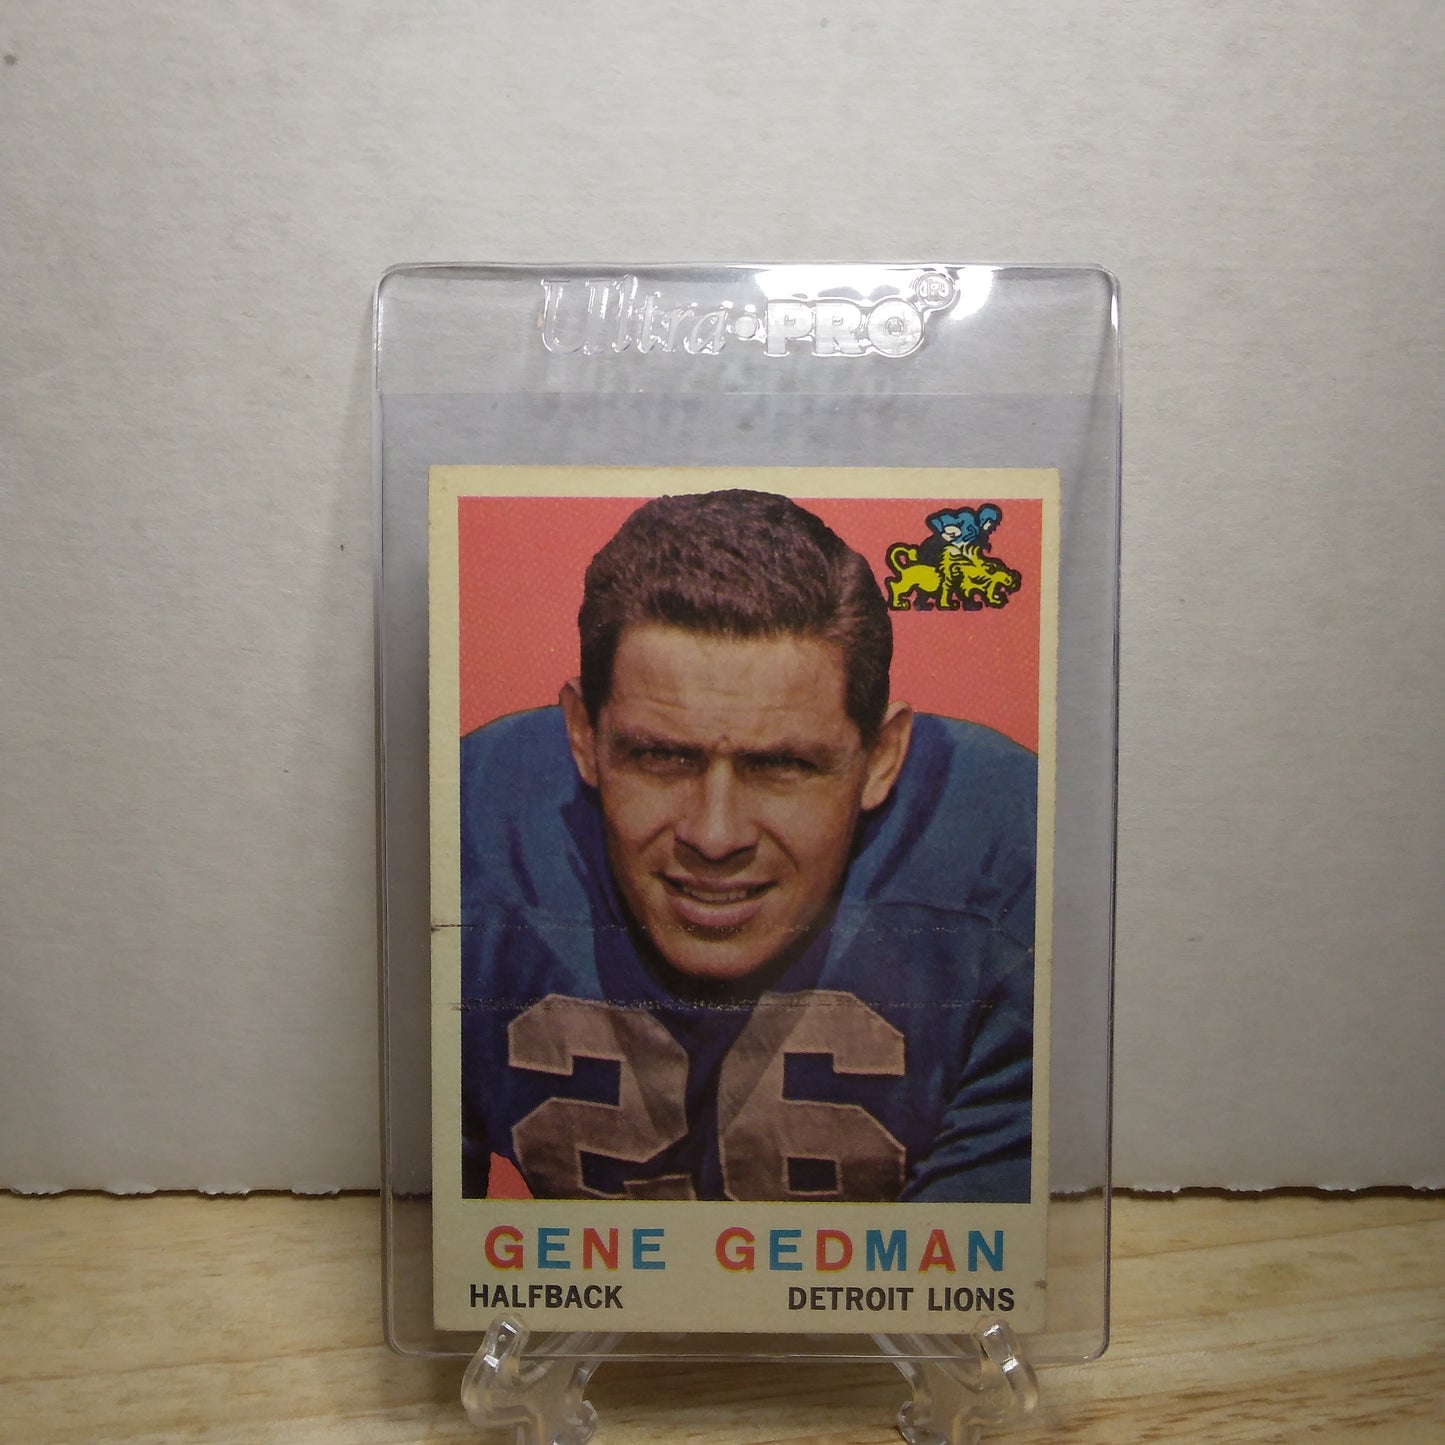 Ultra·PRO®
26
GENE GEDMAN
HALFBACK DETROIT LIONS